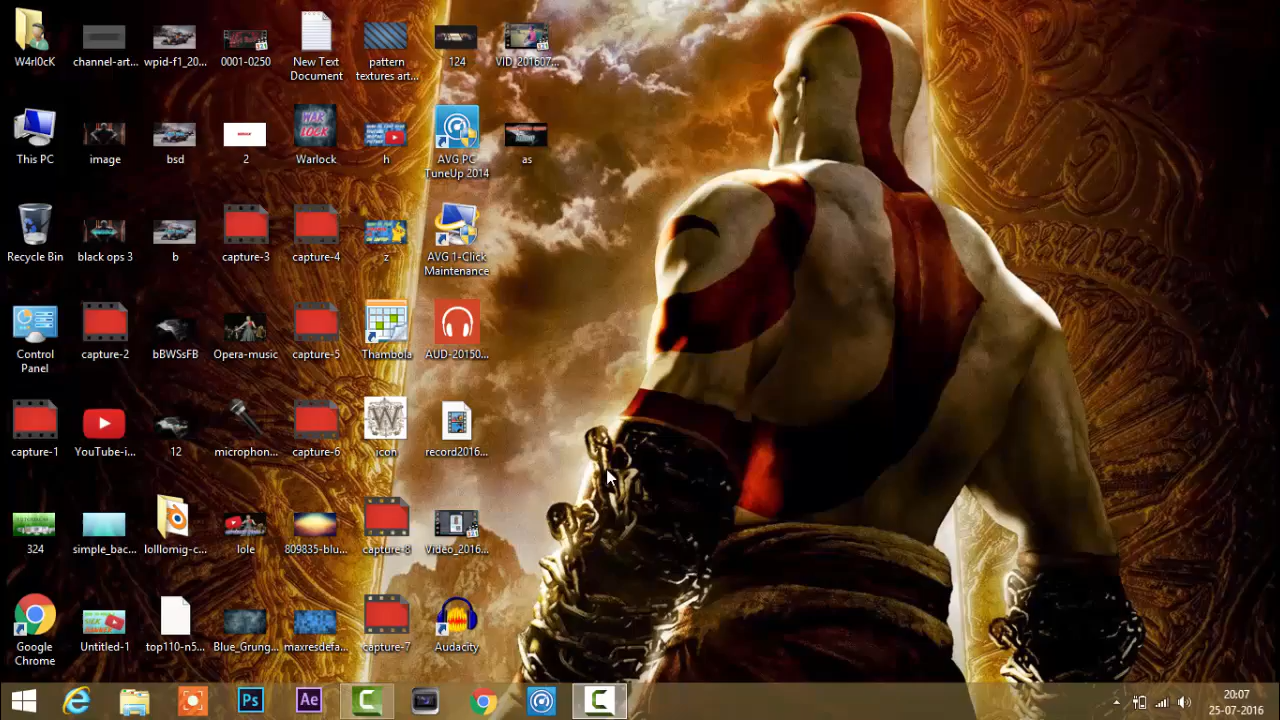 W4rl0cK
channel-art...
wpid-f1_20...
0001-0250
New Text
Document
pattern
textures art...
124
VID_201607...
This PC
image
bsd
2
Warlock
h
AVG PC
TuneUp 2014
as
Recycle Bin
black ops 3
b
capture-3
capture-4
z
AVG 1-Click
Maintenance
Control
Panel
capture-2
bBWSsFB
Opera-music
capture-5
Thambola
AUD-20150...
capture-1
YouTube-i...
12
microphon...
capture-6
icon
record2016...
324
simple_bac...
lolllomig-c...
lole
809835-blu...
capture-8
Video_2016...
Google
Chrome
Untitled-1
top110-n5...
Blue_Grung...
maxresdefa...
capture-7
Audacity
Ps
Ae
20:07
25-07-2016